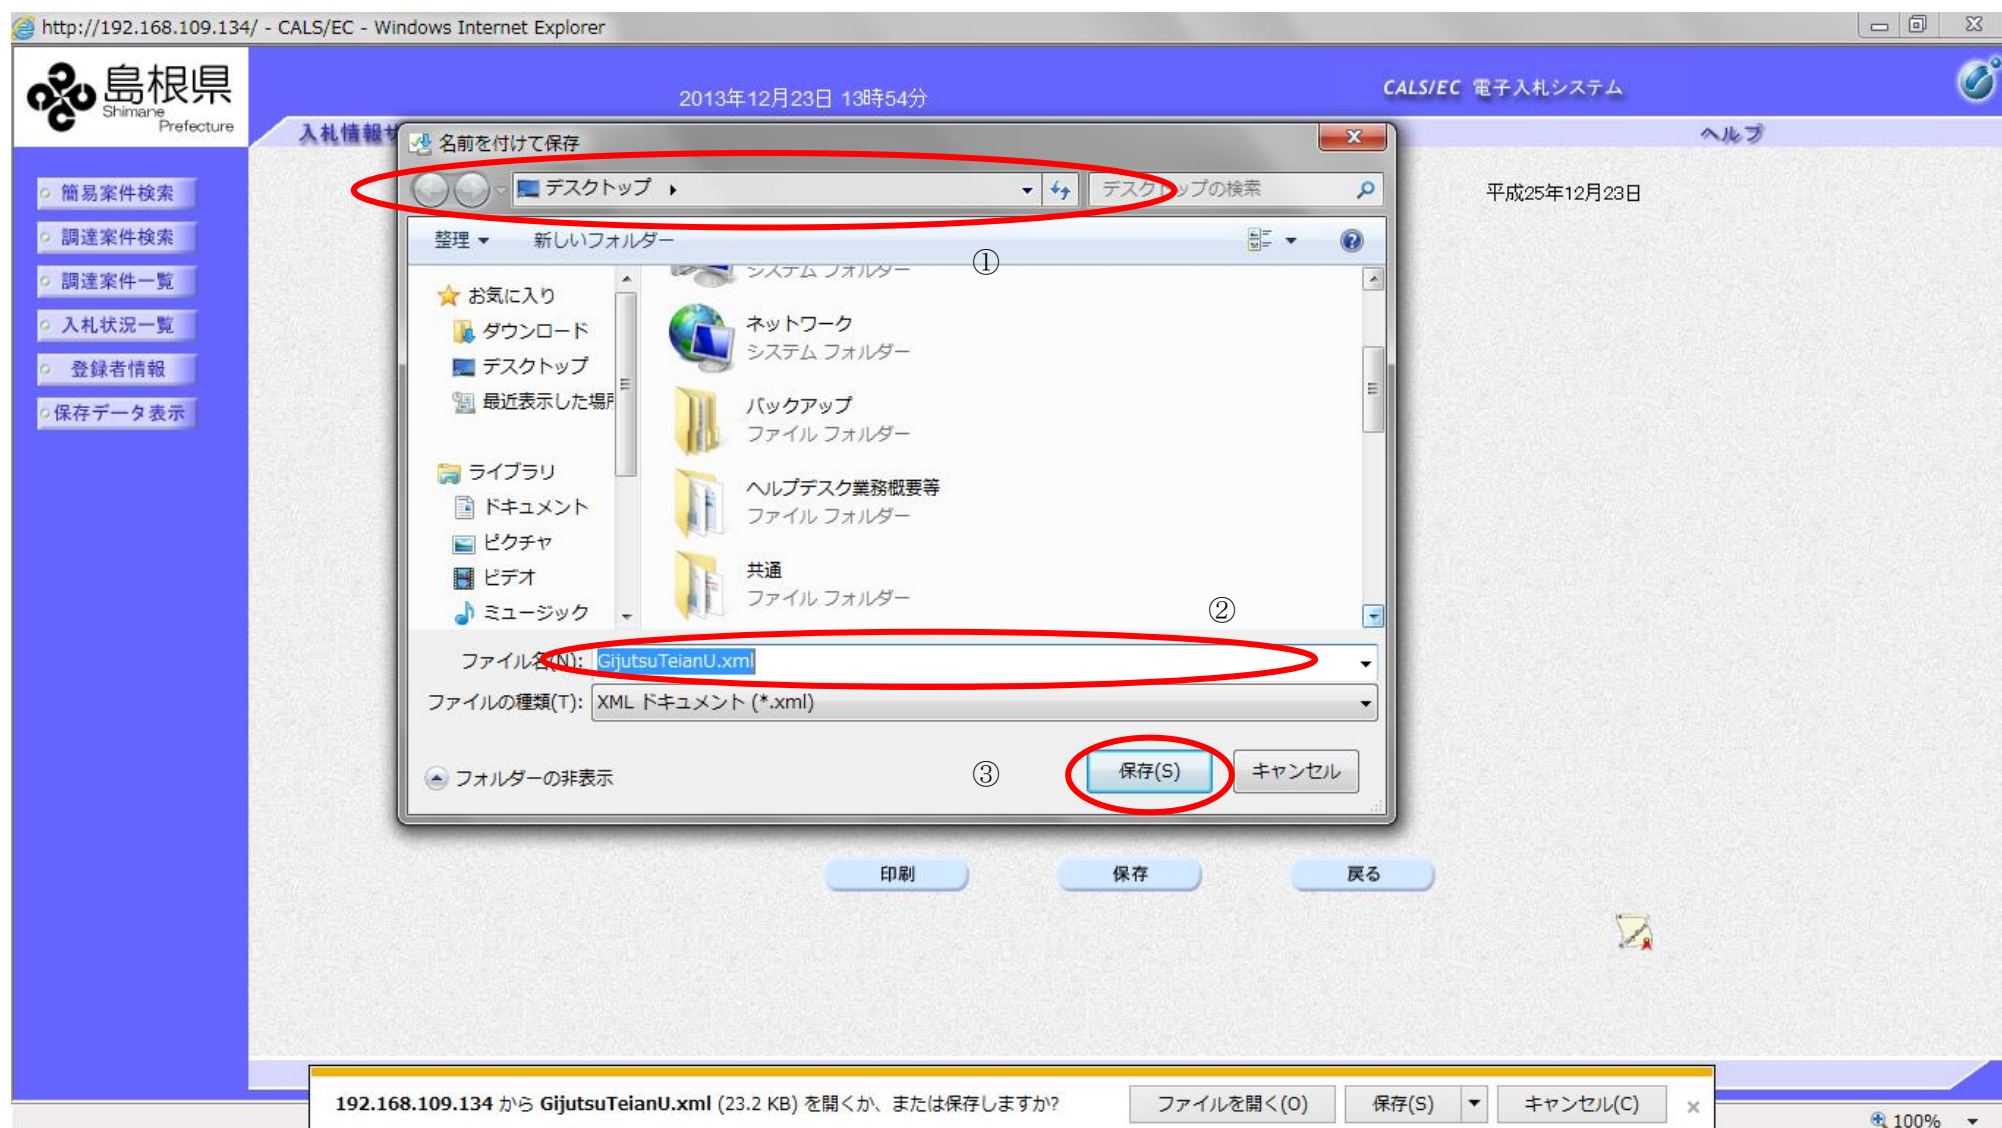 http://192.168.109.134/ - CALS/EC - Windows Internet Explorer
島根県
Shimane
Prefecture
2013年12月23日 13時54分
CALS/EC 電子入札システム
入札情報サ
ヘルプ
簡易案件検索
調達案件検索
調達案件一覧
入札状況一覧
登録者情報
保存データ表示
平成25年12月23日
名前を付けて保存
デスクトップ
デスクトップの検索
整理
新しいフォルダー
①
お気に入り
ダウンロード
デスクトップ
最近表示した場所
ライブラリ
ドキュメント
ピクチャ
ビデオ
ミュージック
システム フォルダー
ネットワーク
システム フォルダー
バックアップ
ファイル フォルダー
ヘルプデスク業務概要等
ファイル フォルダー
共通
ファイル フォルダー
②
ファイル名(N): GijutsuTeianU.xml
ファイルの種類(T): XML ドキュメント (*.xml)
フォルダーの非表示
③
保存(S)
キャンセル
印刷
保存
戻る
192.168.109.134 から GijutsuTeianU.xml (23.2 KB) を開くか、または保存しますか?
ファイルを開く(O)
保存(S)
キャンセル(C)
×
100%